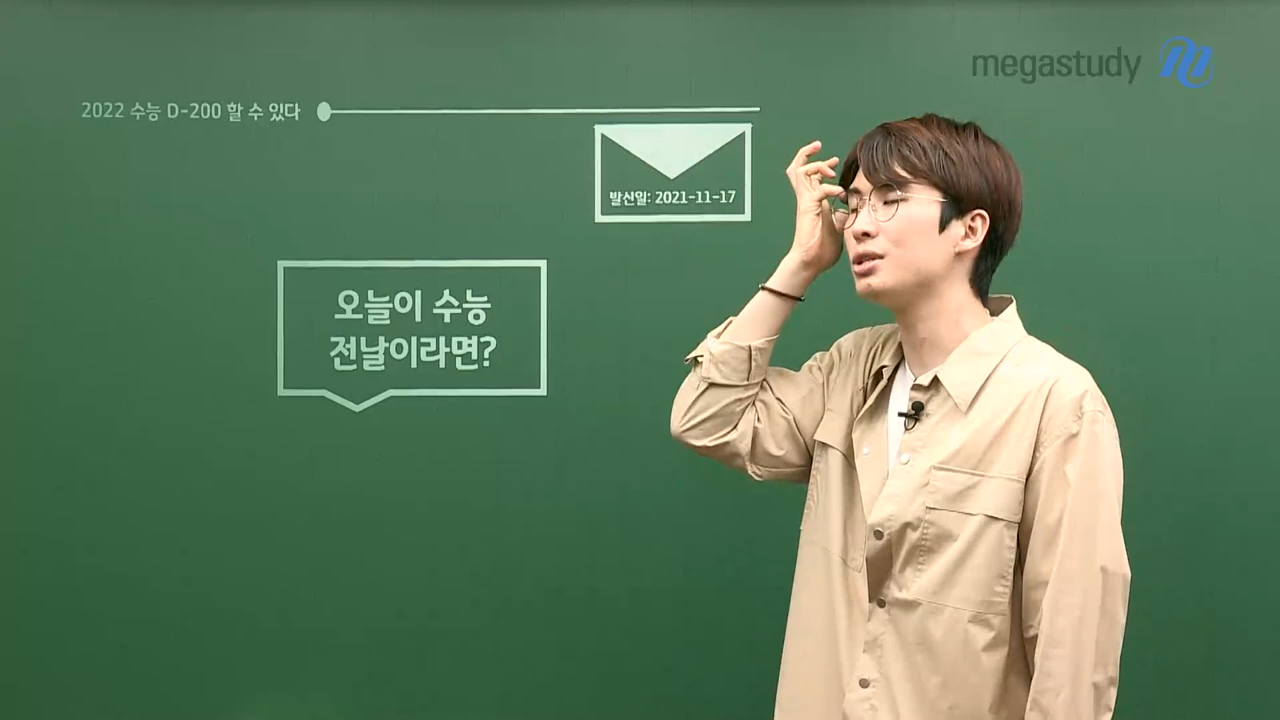 megastudy
2022 수능 D-200 할 수 있다
발신일: 2021-11-17
오늘이 수능
전날이라면?